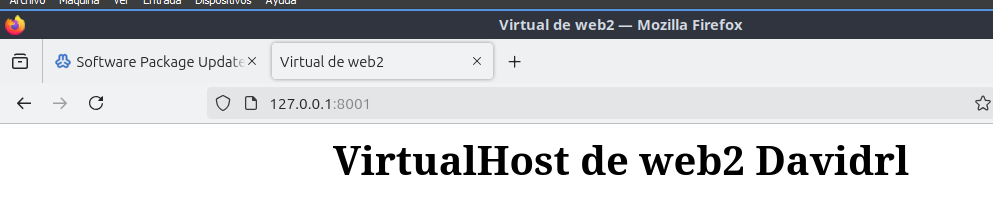 Archivo Máquina Ver Entrada Dispositivos Ayuda
Virtual de web2 — Mozilla Firefox
Software Package Update
Virtual de web2
127.0.0.1:8001
VirtualHost de web2 Davidrl